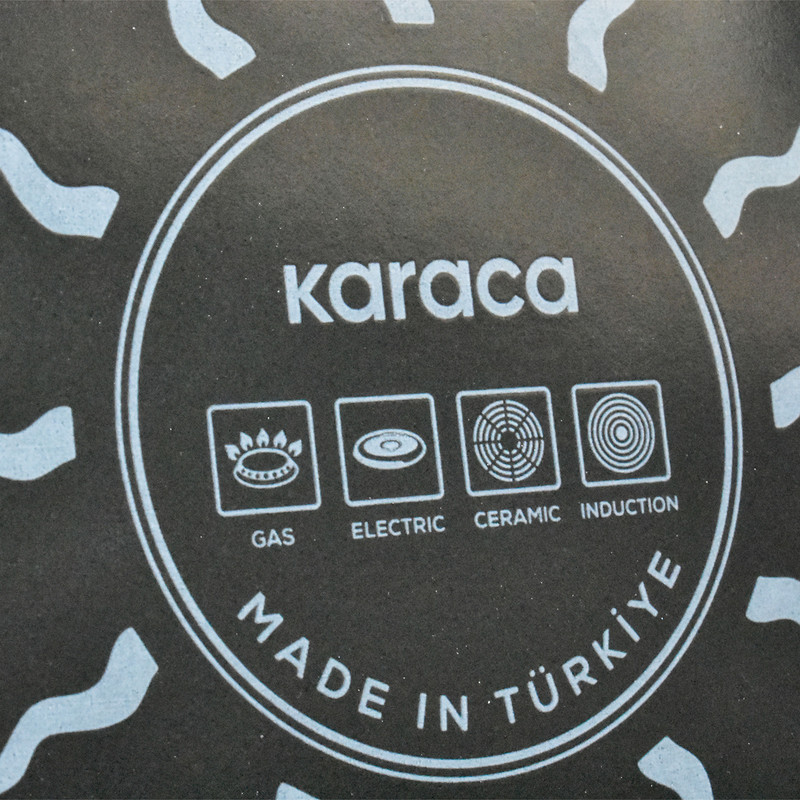 karaca
GAS ELECTRIC CERAMIC INDUCTION
MADE IN TÜRKİYE